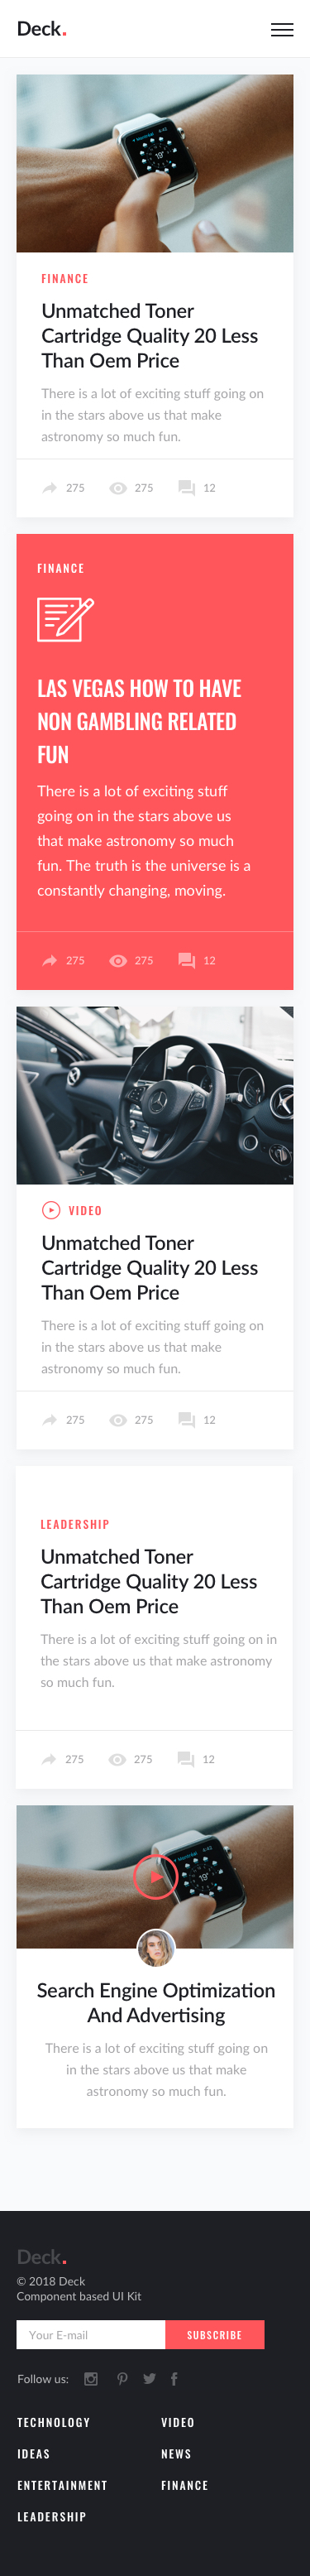 Deck.
FINANCE
Unmatched Toner
Cartridge Quality 20 Less
Than Oem Price
There is a lot of exciting stuff going on
in the stars above us that make
astronomy so much fun.
275 275 12
FINANCE
LAS VEGAS HOW TO HAVE
NON GAMBLING RELATED
FUN
There is a lot of exciting stuff
going on in the stars above us
that make astronomy so much
fun. The truth is the universe is a
constantly changing, moving.
275 275 12
VIDEO
Unmatched Toner
Cartridge Quality 20 Less
Than Oem Price
There is a lot of exciting stuff going on
in the stars above us that make
astronomy so much fun.
275 275 12
LEADERSHIP
Unmatched Toner
Cartridge Quality 20 Less
Than Oem Price
There is a lot of exciting stuff going on in
the stars above us that make astronomy
so much fun.
275 275 12
Search Engine Optimization
And Advertising
There is a lot of exciting stuff going on
in the stars above us that make
astronomy so much fun.
Deck.
© 2018 Deck
Component based UI Kit
Your E-mail SUBSCRIBE
Follow us:
TECHNOLOGY VIDEO
IDEAS NEWS
ENTERTAINMENT FINANCE
LEADERSHIP